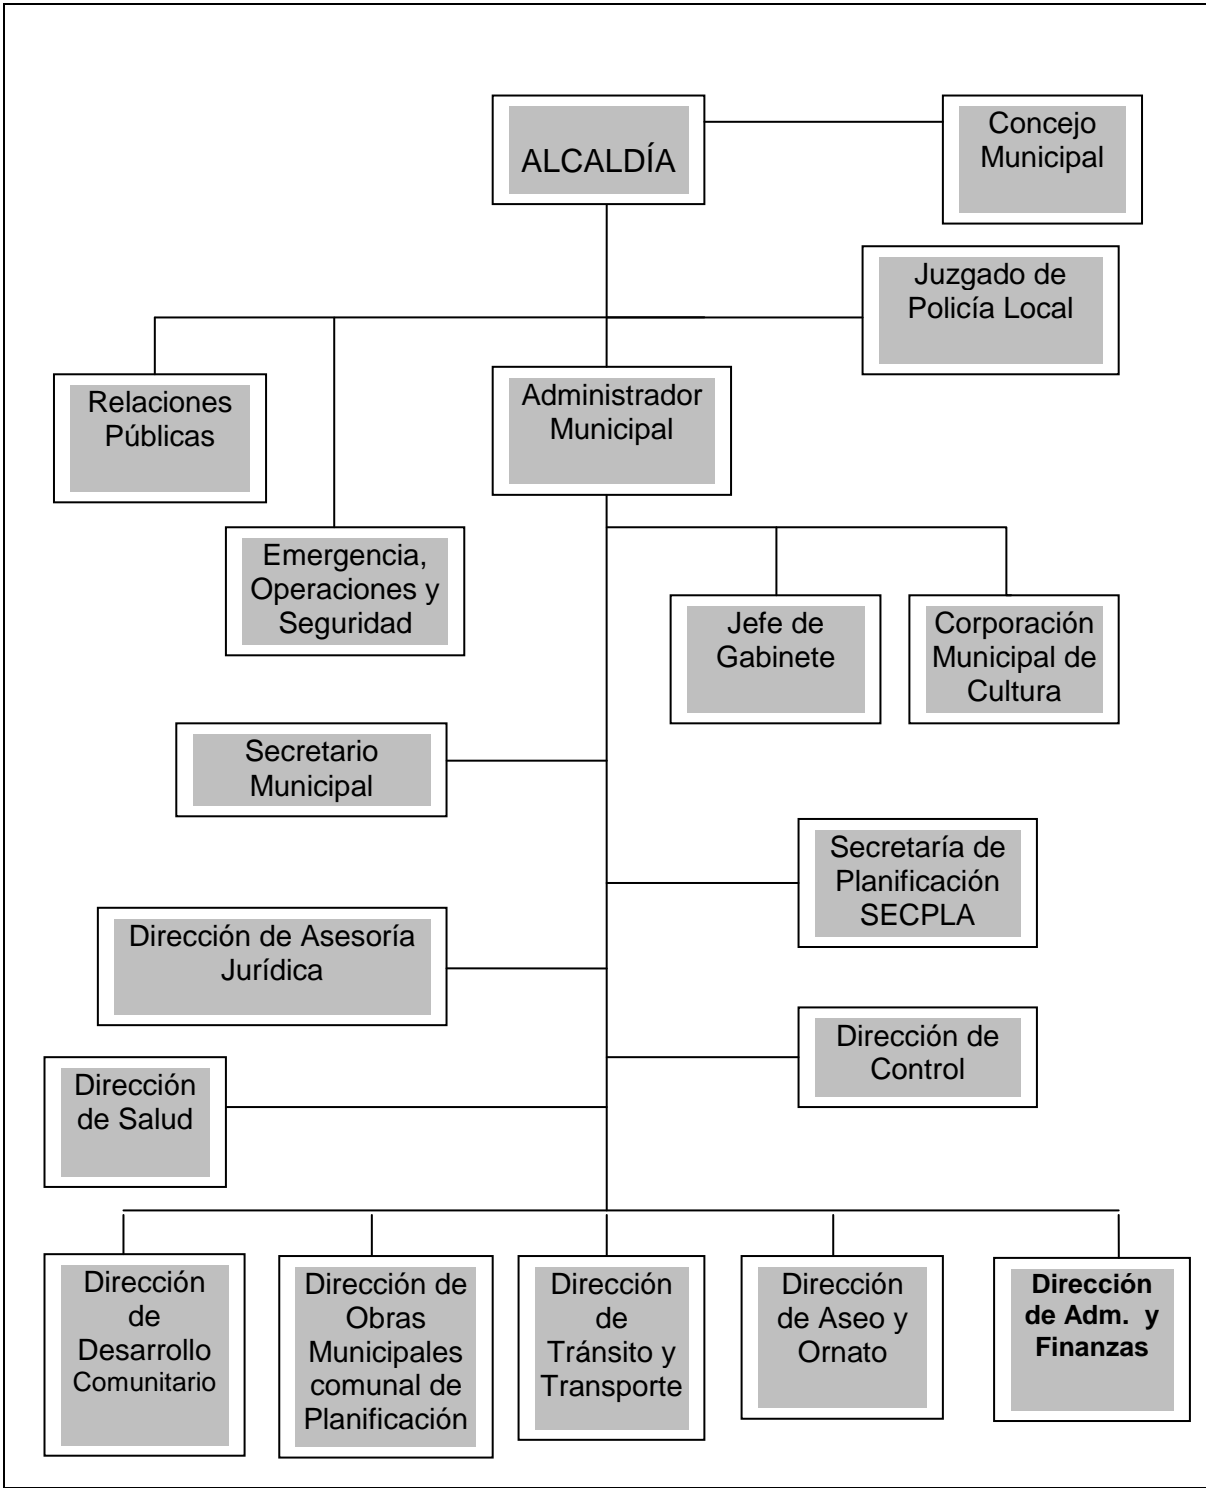 ALCALDÍA
Concejo
Municipal
Juzgado de
Policía Local
Relaciones
Públicas
Administrador
Municipal
Emergencia,
Operaciones y
Seguridad
Jefe de
Gabinete
Corporación
Municipal de
Cultura
Secretario
Municipal
Secretaría de
Planificación
SECPLA
Dirección de Asesoría
Jurídica
Dirección de
Control
Dirección
de Salud
Dirección
de
Desarrollo
Comunitario
Dirección de
Obras
Municipales
comunal de
Planificación
Dirección
de
Tránsito y
Transporte
Dirección
de Aseo y
Ornato
Dirección
de Adm. y
Finanzas